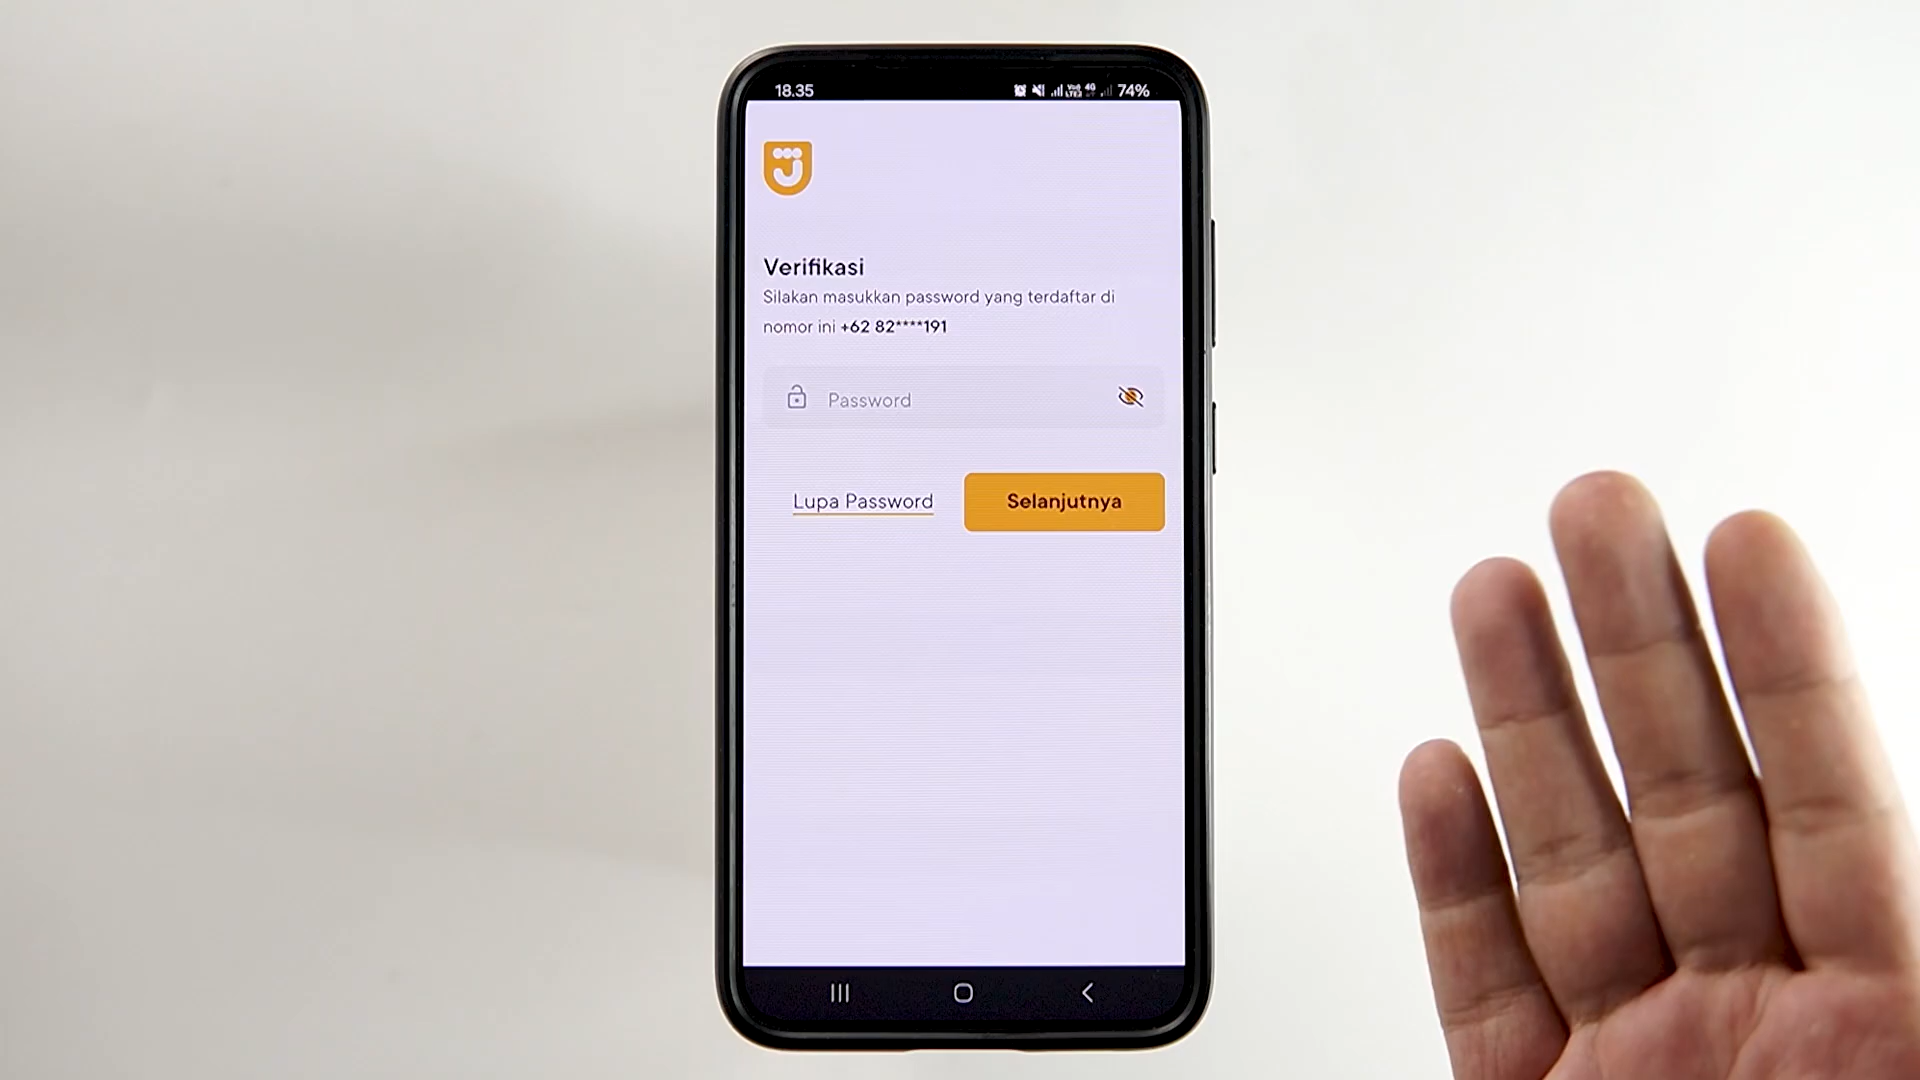 18.35
4G
74%
Verifikasi
Silakan masukkan password yang terdaftar di
nomor ini +62 82****191
Password
Lupa Password
Selanjutnya